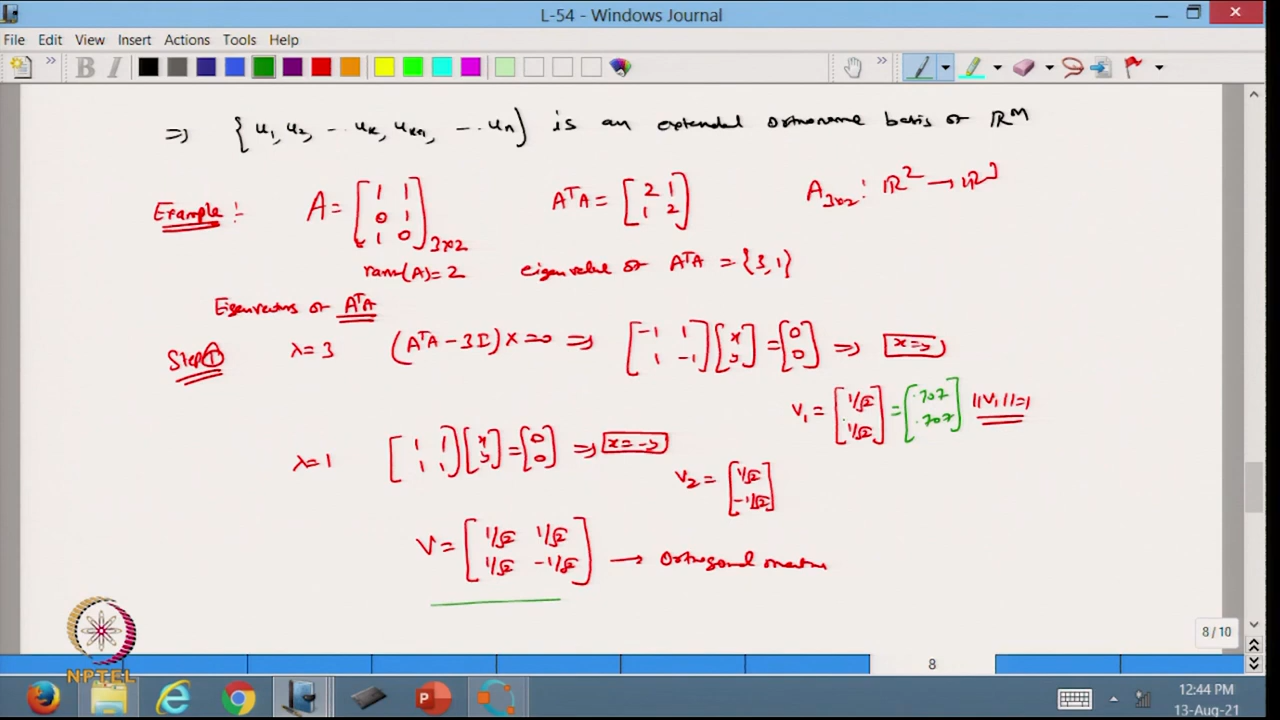 L-54 - Windows Journal
File Edit View Insert Actions Tools Help
=> {u1, u2, -- uk, uk+1, -- un} is an extended orthonorme basis of ℝᴹ
Example :- A = [1 1; 0 1; 1 0]3x2 AᵀA = [2 1; 1 2] A3x2 : ℝ² → ℝ³
rank(A) = 2 eigenvalue of AᵀA = {3,1}
Eigenvectors of AᵀA
Step ① λ=3 (AᵀA - 3I)x = 0 => [-1 1; 1 -1][x; y] = [0; 0] => x=y
V1 = [1/√2; 1/√2] = [.707; .707] ||V1||=1
λ=1 [1 1; 1 1][x; y] = [0; 0] => x=-y
V2 = [1/√2; -1/√2]
V = [1/√2 1/√2; 1/√2 -1/√2] → Orthogonal matrix
8 / 10
8
NPTEL
12:44 PM
13-Aug-21